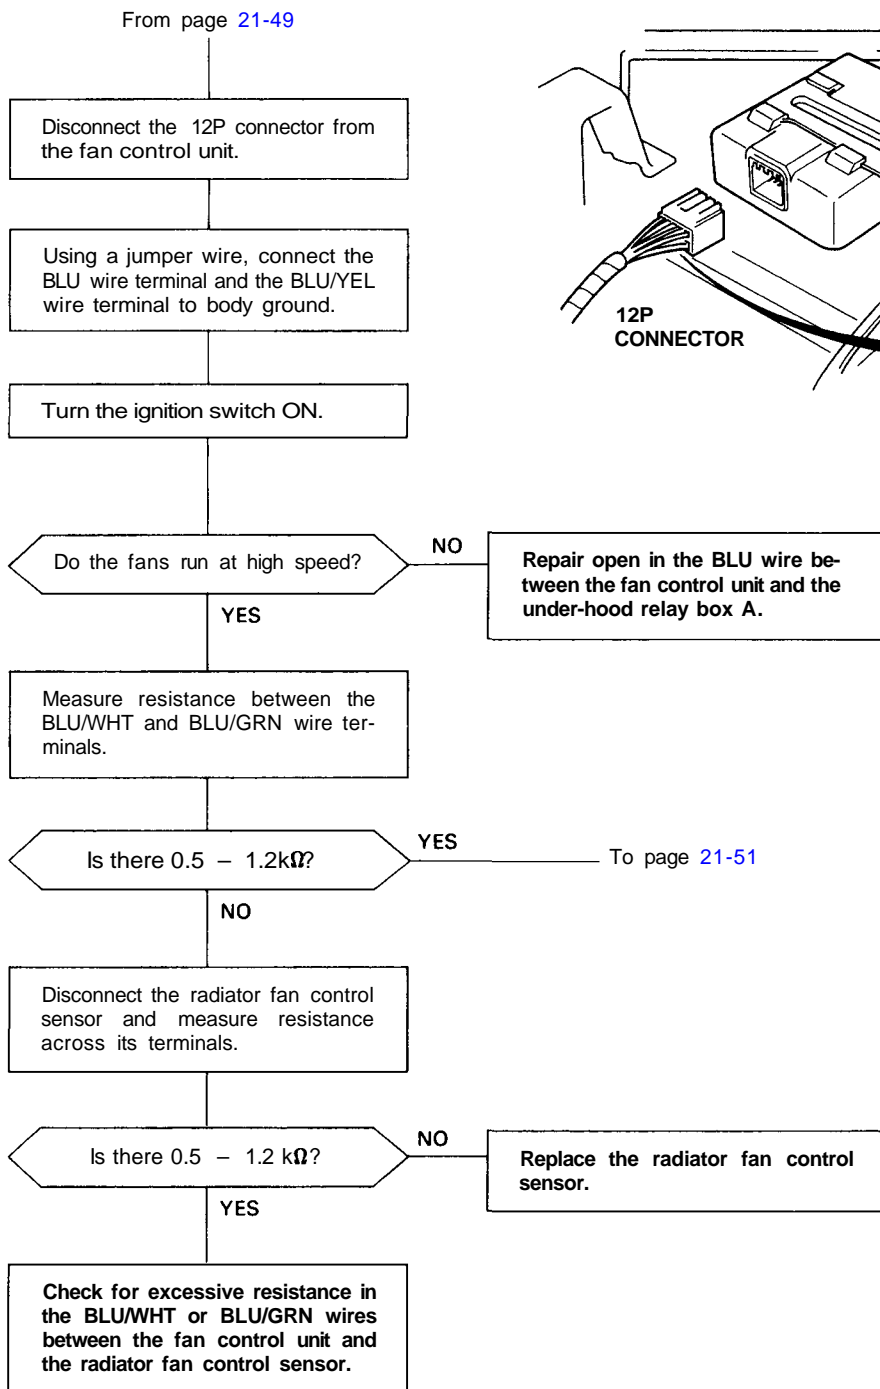 From page 21-49
Disconnect the 12P connector from
the fan control unit.
Using a jumper wire, connect the
BLU wire terminal and the BLU/YEL
wire terminal to body ground.
12P
CONNECTOR
Turn the ignition switch ON.
Do the fans run at high speed?
NO
Repair open in the BLU wire be-
tween the fan control unit and the
under-hood relay box A.
YES
Measure resistance between the
BLU/WHT and BLU/GRN wire ter-
minals.
Is there 0.5 – 1.2kΩ?
YES
To page 21-51
NO
Disconnect the radiator fan control
sensor and measure resistance
across its terminals.
Is there 0.5 – 1.2 kΩ?
NO
Replace the radiator fan control
sensor.
YES
Check for excessive resistance in
the BLU/WHT or BLU/GRN wires
between the fan control unit and
the radiator fan control sensor.